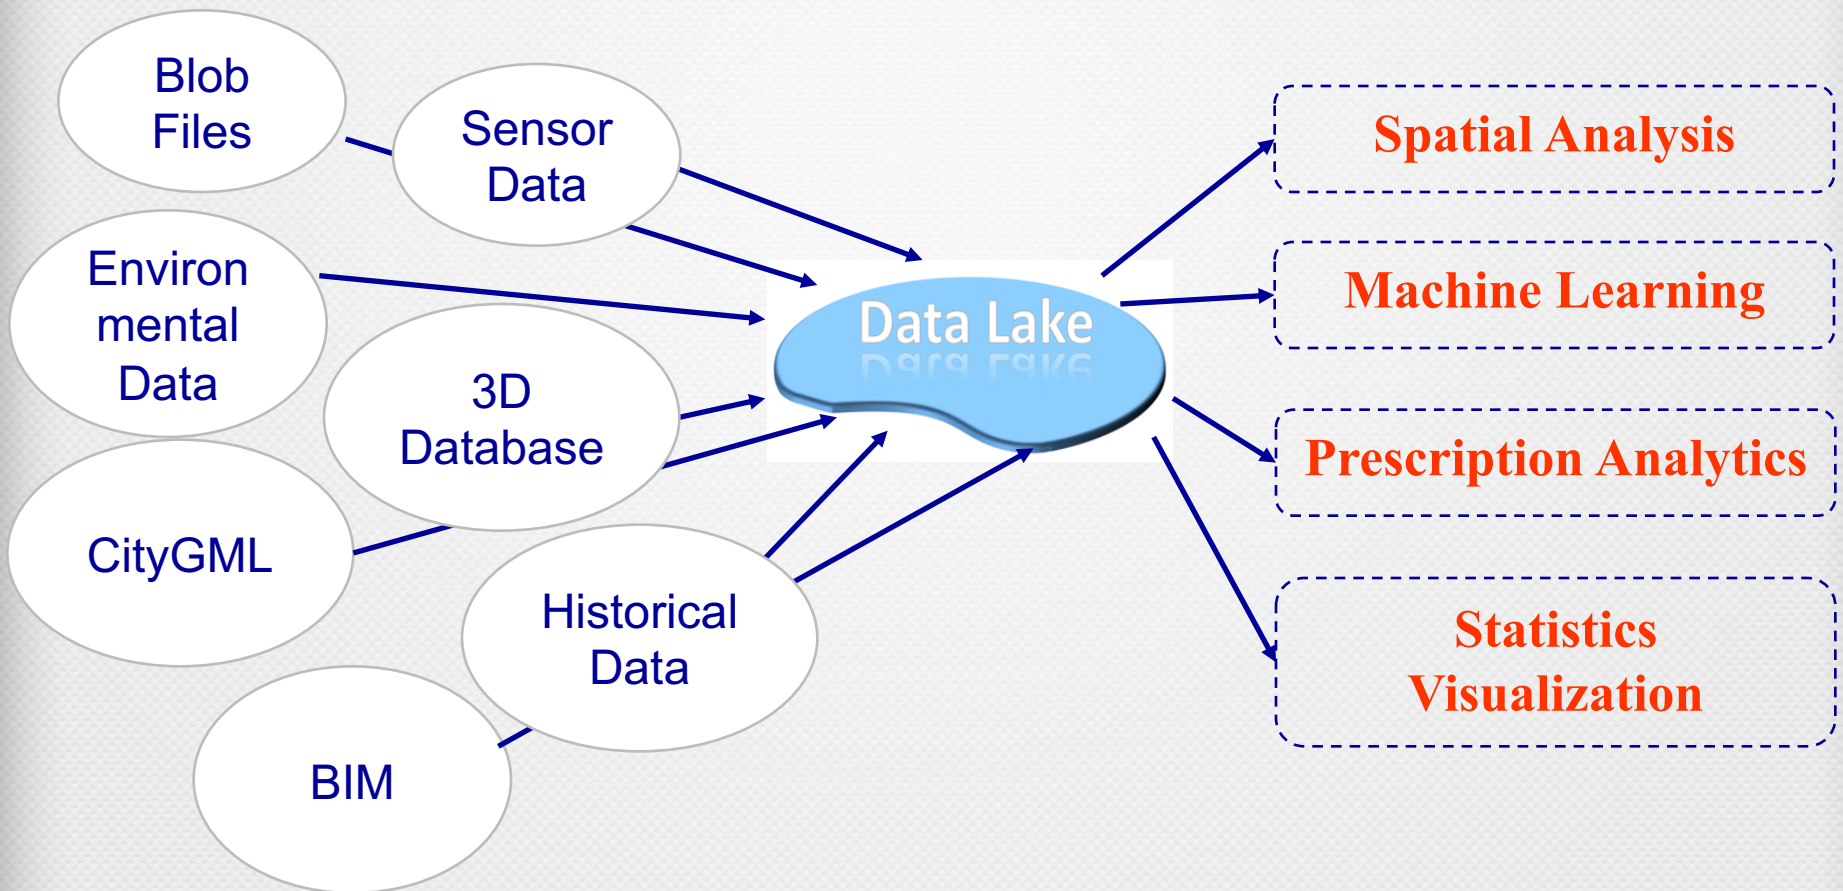 Blob
Files
Sensor
Data
Environ
mental
Data
3D
Database
CityGML
Historical
Data
BIM
Data Lake
Spatial Analysis
Machine Learning
Prescription Analytics
Statistics
Visualization